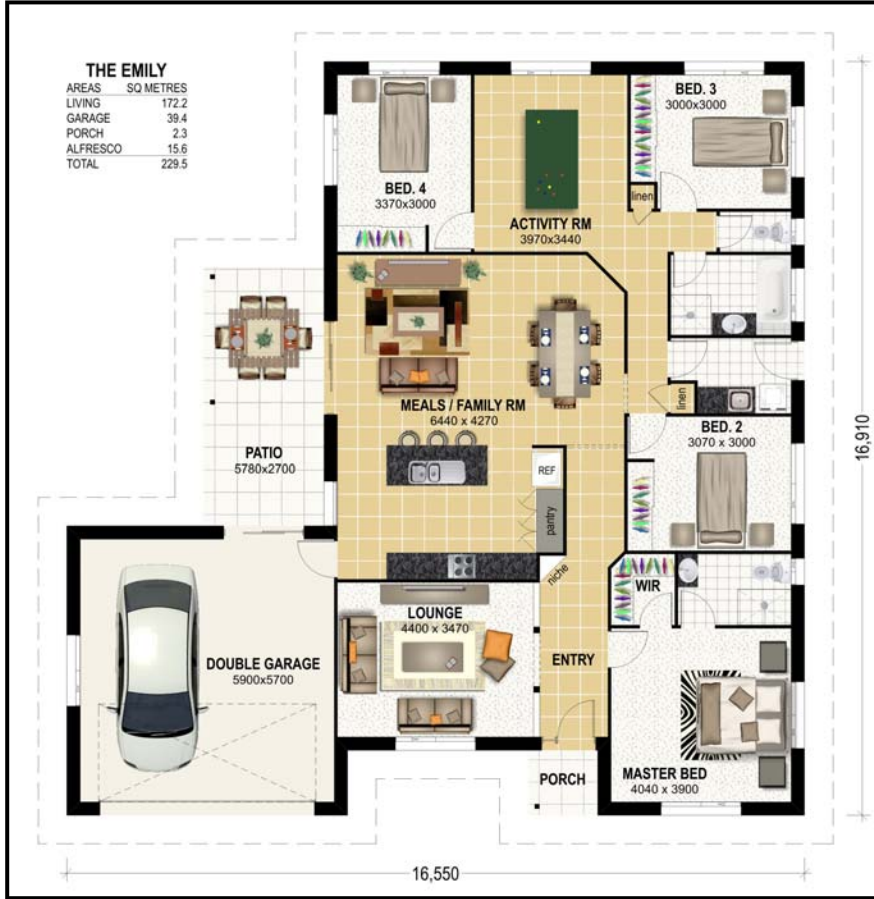 THE EMILY
AREAS SQ METRES
LIVING 172.2
GARAGE 39.4
PORCH 2.3
ALFRESCO 15.6
TOTAL 229.5
BED. 3
3000x3000
BED. 4
3370x3000
linen
ACTIVITY RM
3970x3440
MEALS / FAMILY RM
6440 x 4270
linen
BED. 2
3070 x 3000
PATIO
5780x2700
REF
pantry
16,910
niche
WIR
LOUNGE
4400 x 3470
DOUBLE GARAGE
5900x5700
ENTRY
PORCH
MASTER BED
4040 x 3900
16,550